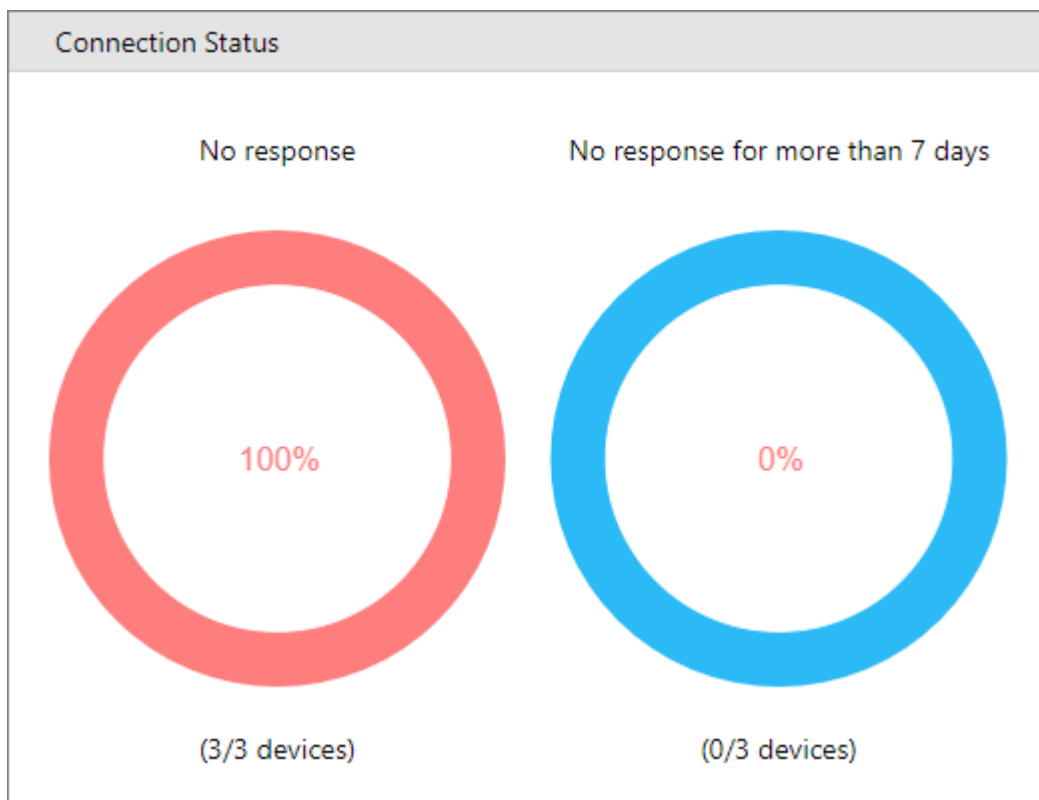 Connection Status
No response
No response for more than 7 days
100%
0%
(3/3 devices)
(0/3 devices)